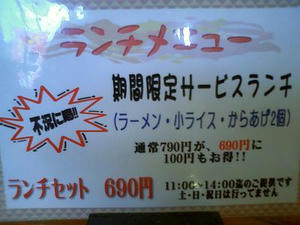 ランチメニュー
不況に勝!!
期間限定サービスランチ
(ラーメン・小ライス・からあげ2個)
通常790円が、690円に
100円もお得!!
ランチセット 690円
11:00~14:00迄のご提供です
土・日・祝日は行ってません